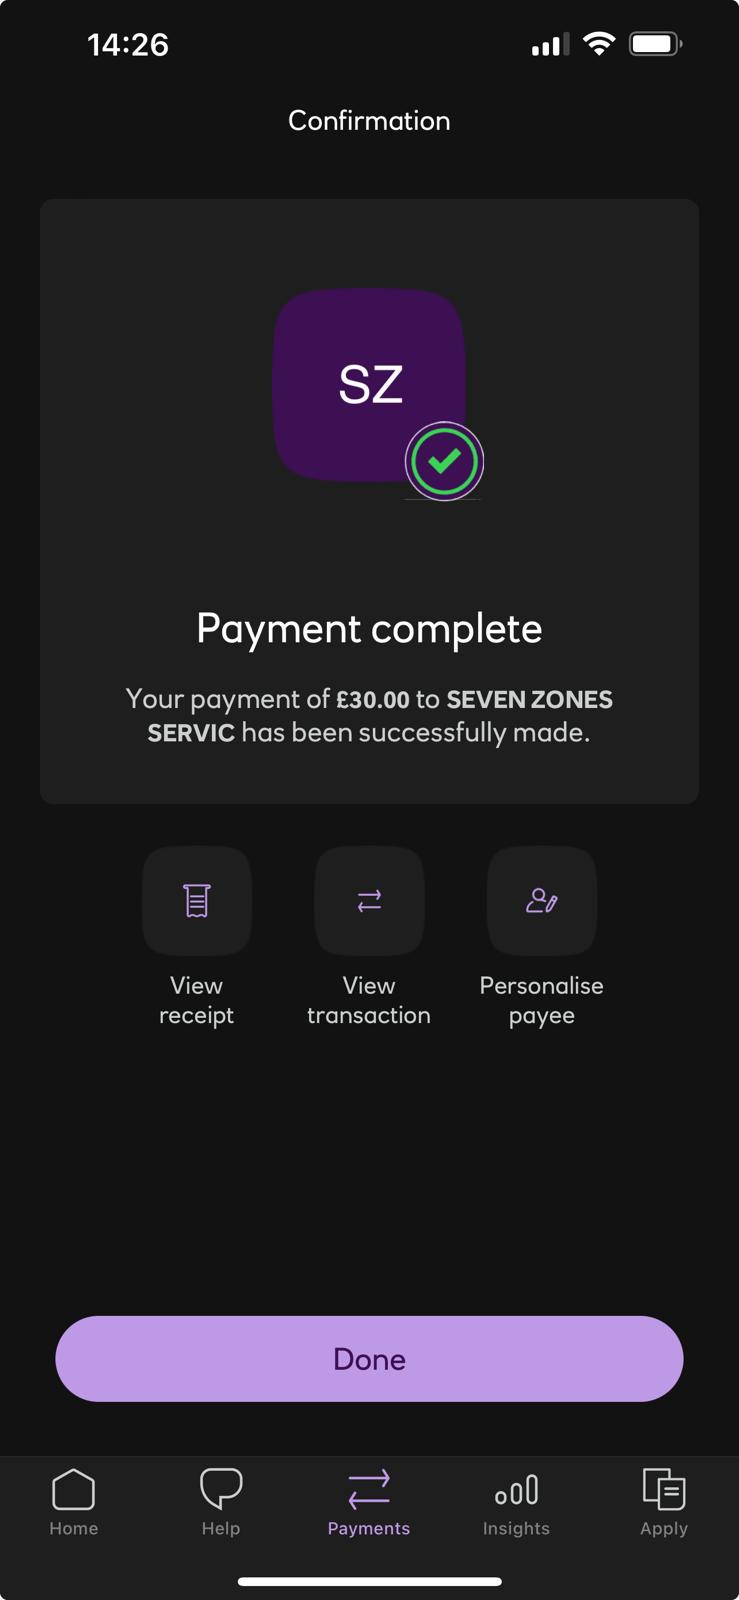 14:26
Confirmation
SZ
Payment complete
Your payment of £30.00 to SEVEN ZONES
SERVIC has been successfully made.
View
receipt
View
transaction
Personalise
payee
Done
Home
Help
Payments
Insights
Apply